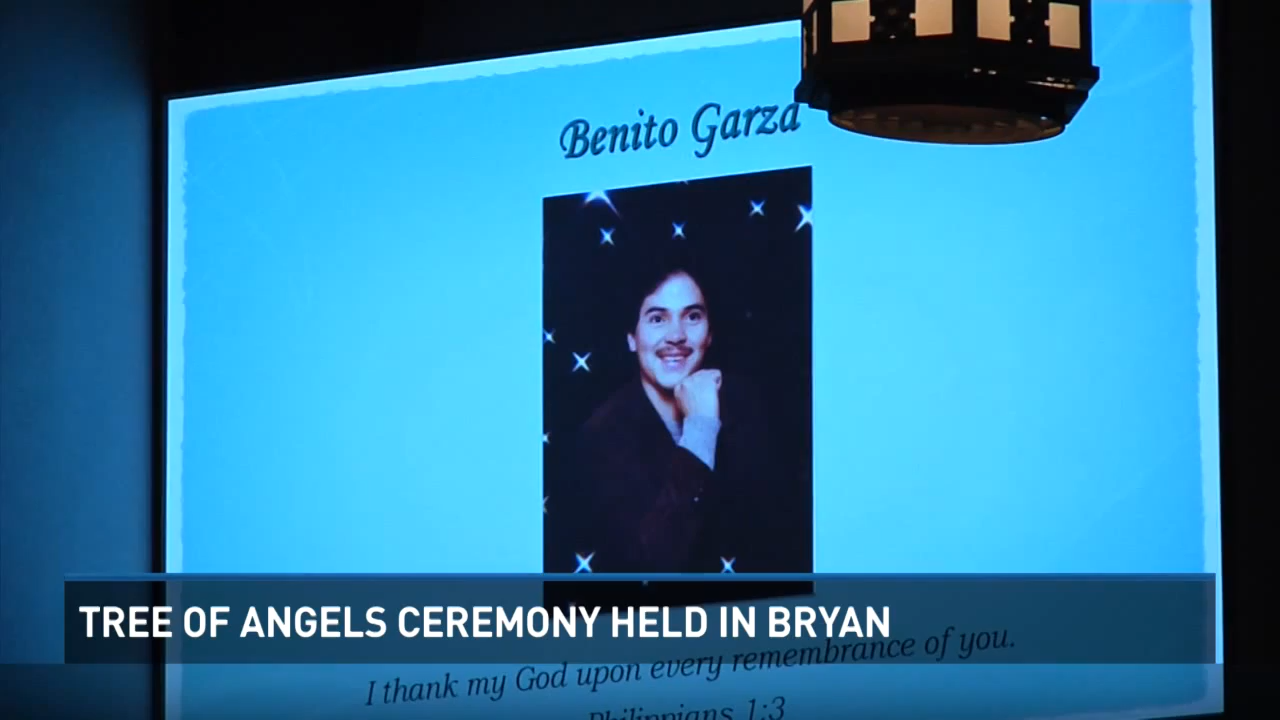 Benito Garza
TREE OF ANGELS CEREMONY HELD IN BRYAN
I thank my God upon every remembrance of you.
Philippians 1:3